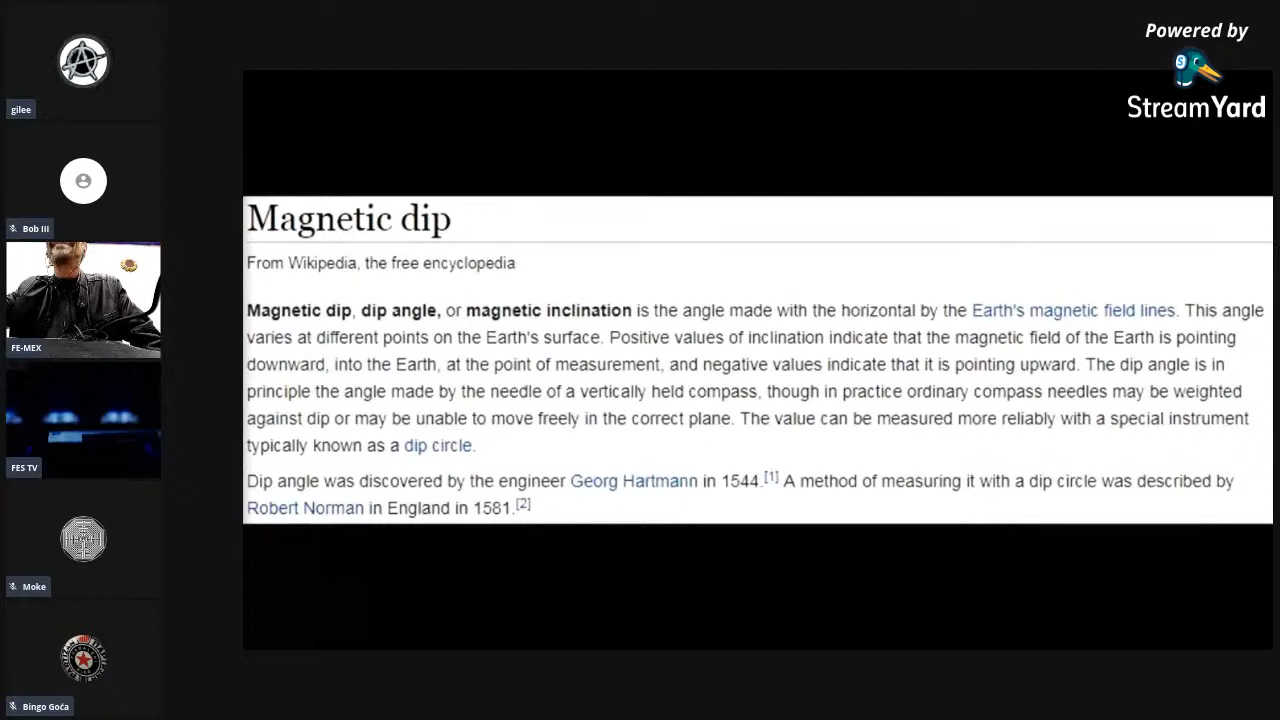 Powered by
StreamYard
gilee
Bob III
FE-MEX
FES TV
Moke
Bingo Goća
Magnetic dip
From Wikipedia, the free encyclopedia
Magnetic dip, dip angle, or magnetic inclination is the angle made with the horizontal by the Earth's magnetic field lines. This angle
varies at different points on the Earth's surface. Positive values of inclination indicate that the magnetic field of the Earth is pointing
downward, into the Earth, at the point of measurement, and negative values indicate that it is pointing upward. The dip angle is in
principle the angle made by the needle of a vertically held compass, though in practice ordinary compass needles may be weighted
against dip or may be unable to move freely in the correct plane. The value can be measured more reliably with a special instrument
typically known as a dip circle.
Dip angle was discovered by the engineer Georg Hartmann in 1544.[1] A method of measuring it with a dip circle was described by
Robert Norman in England in 1581.[2]